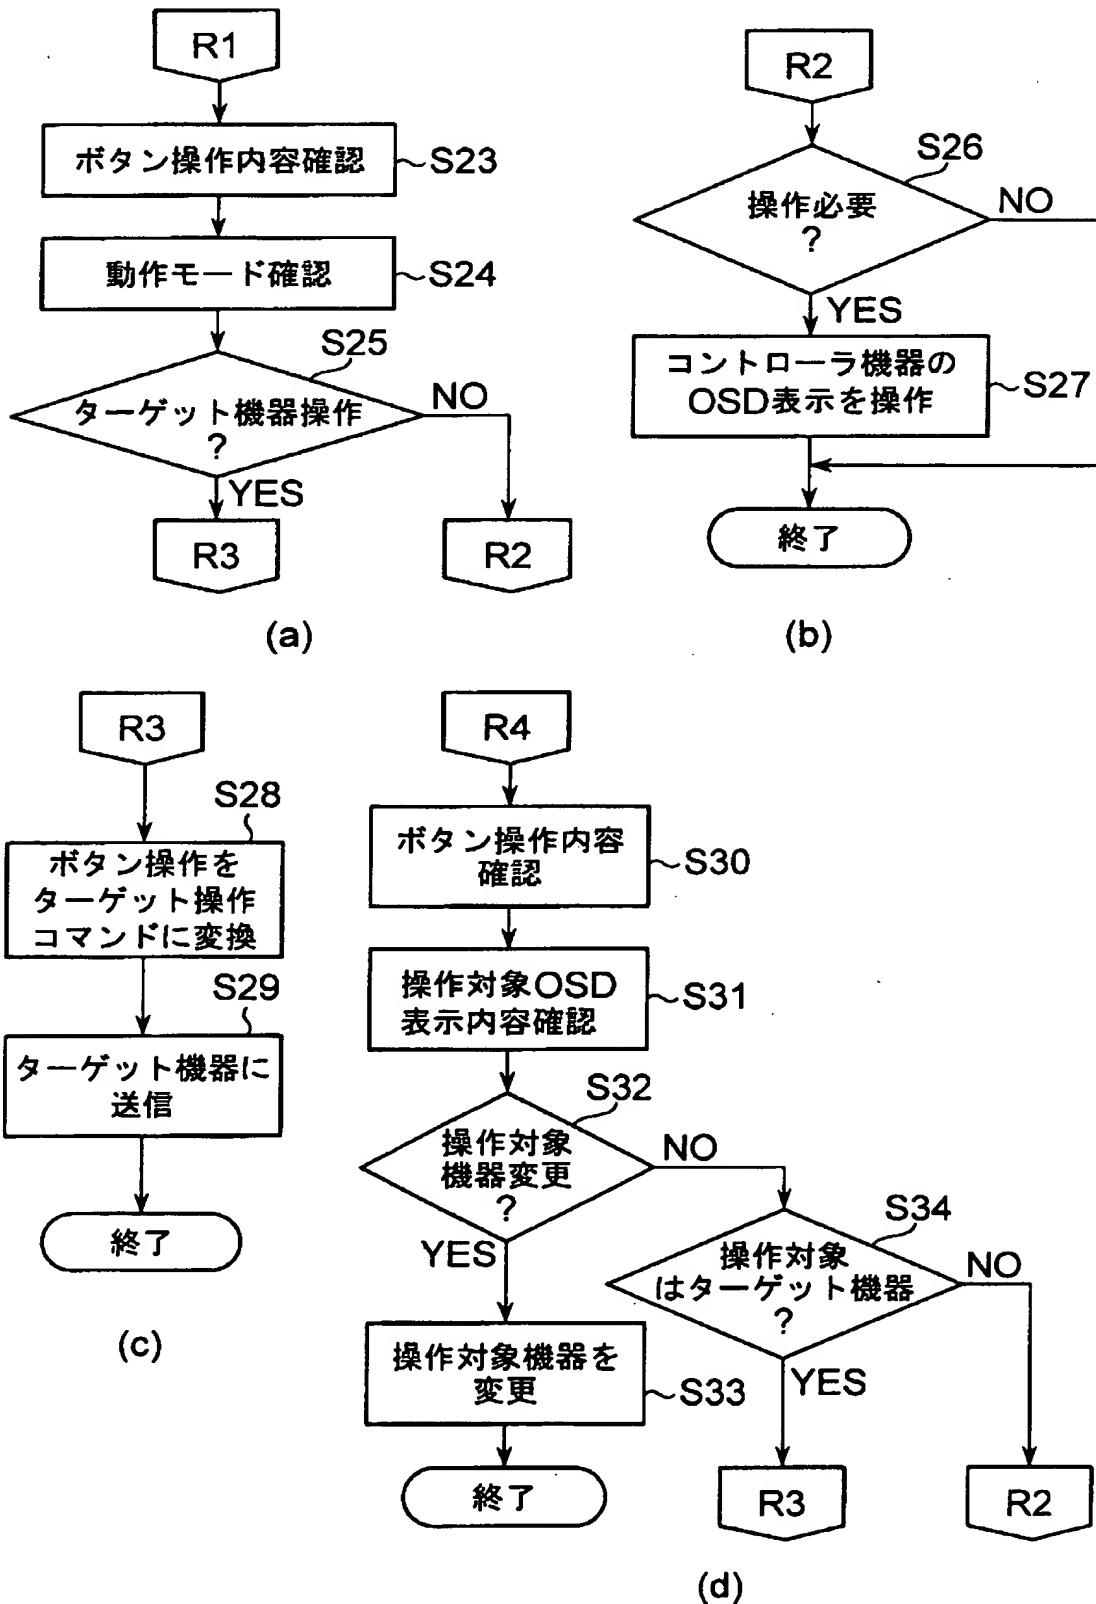 R1
ボタン操作内容確認
S23
動作モード確認
S24
S25
ターゲット機器操作
?
NO
YES
R3
R2
(a)
R2
S26
操作必要
?
NO
YES
コントローラ機器の
OSD表示を操作
S27
終了
(b)
R3
S28
ボタン操作を
ターゲット操作
コマンドに変換
S29
ターゲット機器に
送信
終了
(c)
R4
ボタン操作内容
確認
S30
操作対象OSD
表示内容確認
S31
S32
操作対象
機器変更
?
NO
YES
S34
操作対象
はターゲット機器
?
NO
YES
操作対象機器を
変更
S33
終了
R3
R2
(d)